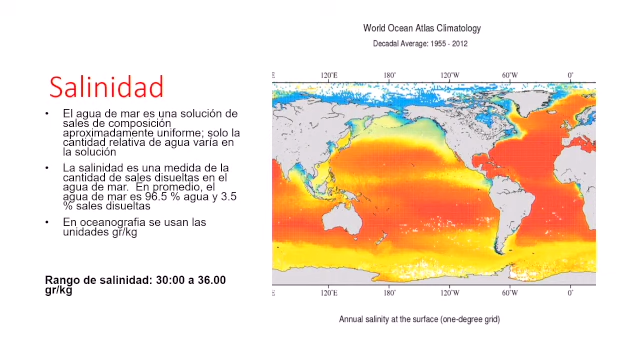 World Ocean Atlas Climatology
Decadal Average: 1955 - 2012
Salinidad
• El agua de mar es una solución de
sales de composición
aproximadamente uniforme; solo la
cantidad relativa de agua varía en
la solución
• La salinidad es una medida de la
cantidad de sales disueltas en el
agua de mar. En promedio, el
agua de mar es 96.5 % agua y 3.5
% sales disueltas
• En oceanografia se usan las
unidades gr/kg
Rango de salinidad: 30:00 a 36.00
gr/kg
120°E 180° 120°W 60°W 0°
120°E 180° 120°W 60°W 0°
Annual salinity at the surface (one-degree grid)